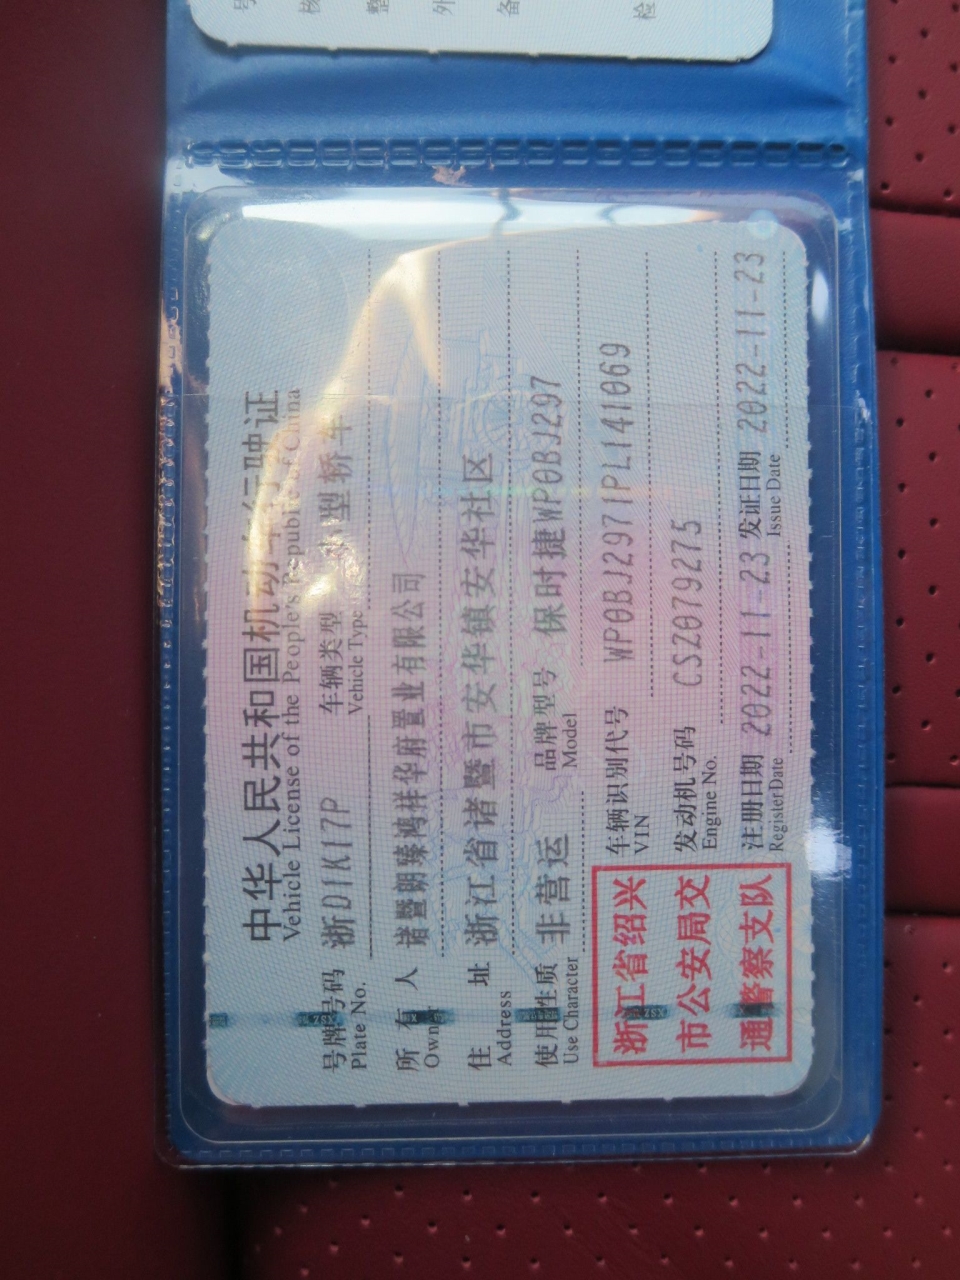 中华人民共和国机动车行驶证
Vehicle License of the People's Republic of China
号牌号码 浙D1K17P 车辆类型 小型轿车
Plate No. Vehicle Type
所有人 诸暨朗臻鸿祥华府置业有限公司
Owner
住址 浙江省诸暨市安华镇安华社区
Address
使用性质 非营运 品牌型号 保时捷WP0BJ297
Use Character Model
浙江省绍兴
市公安局交
通警察支队
车辆识别代号 WP0BJ2971PL141069
VIN
发动机号码 CSZ079275
Engine No.
注册日期 2022-11-23 发证日期 2022-11-23
Register Date Issue Date